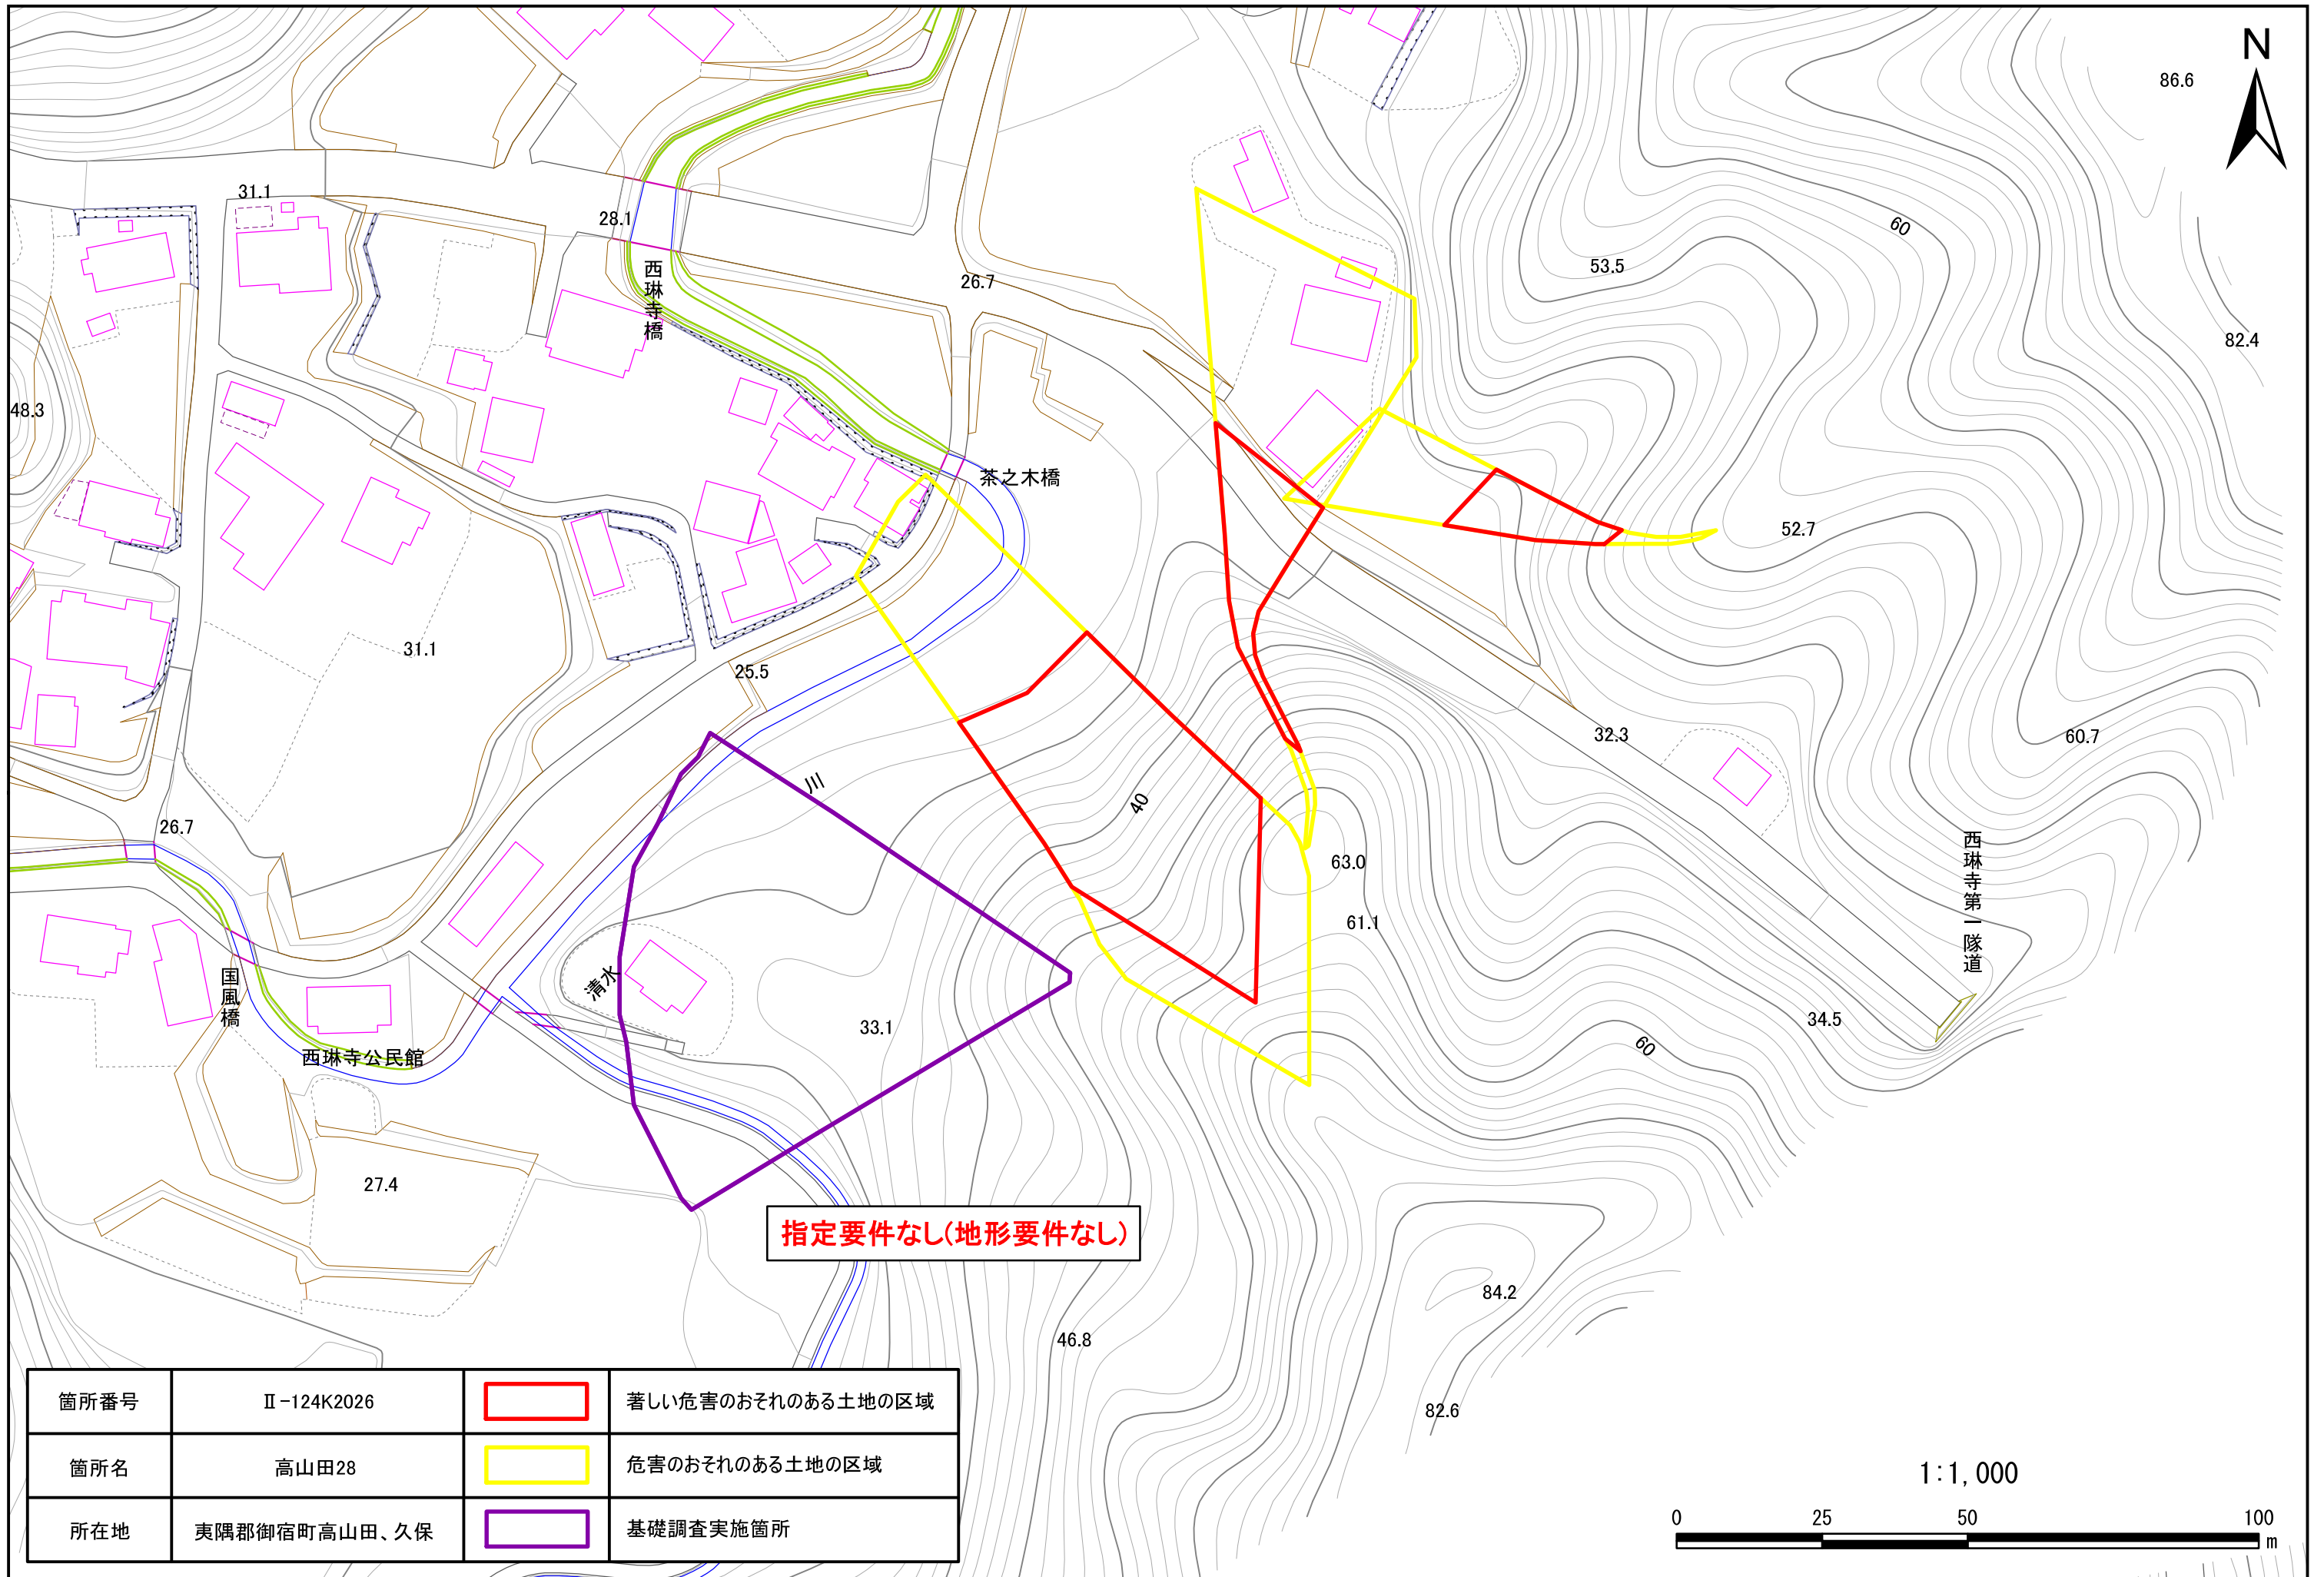 N
86.6
31.1
28.1
西琳寺橋
26.7
53.5
60
82.4
48.3
茶之木橋
52.7
31.1
25.5
32.3
60.7
川
40
26.7
63.0
西琳寺第一隧道
61.1
国風橋
清水
33.1
34.5
60
西琳寺公民館
27.4
指定要件なし(地形要件なし)
84.2
46.8
82.6
箇所番号 Ⅱ-124K2026 著しい危害のおそれのある土地の区域
箇所名 高山田28 危害のおそれのある土地の区域
所在地 夷隅郡御宿町高山田、久保 基礎調査実施箇所
1:1,000
0 25 50 100
m